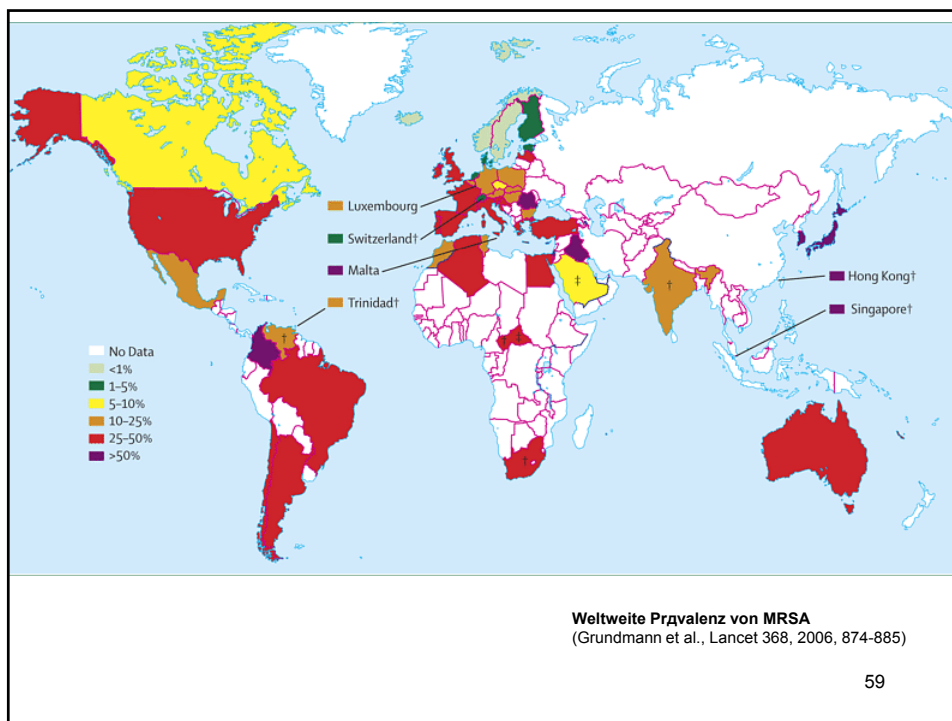 Luxembourg
Switzerland†
Malta
Trinidad†
Hong Kong†
Singapore†
‡
†
†
†
†
†
No Data
<1%
1–5%
5–10%
10–25%
25–50%
>50%
Weltweite Prдvalenz von MRSA
(Grundmann et al., Lancet 368, 2006, 874-885)
59